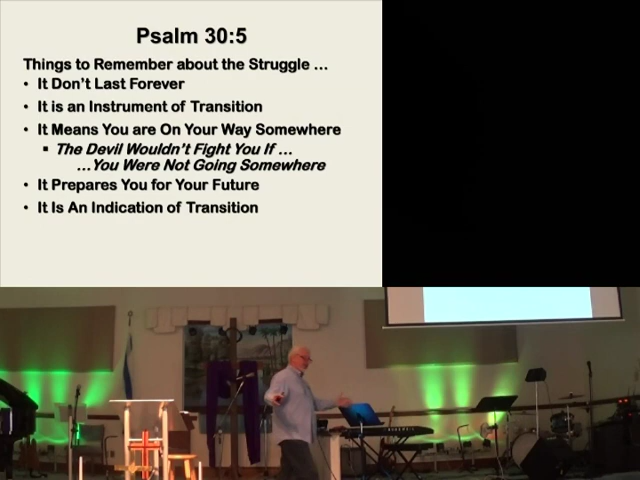 Psalm 30:5
Things to Remember about the Struggle …
• It Don't Last Forever
• It is an Instrument of Transition
• It Means You are On Your Way Somewhere
▪ The Devil Wouldn't Fight You If …
…You Were Not Going Somewhere
• It Prepares You for Your Future
• It Is An Indication of Transition